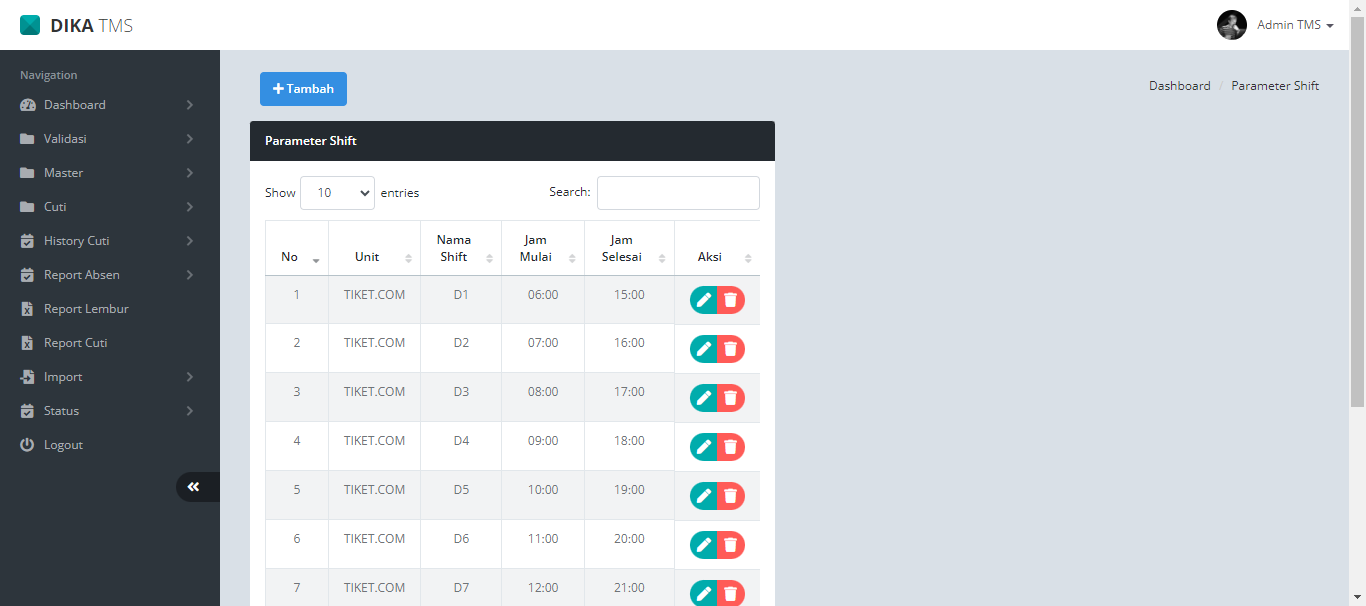 DIKA TMS
Admin TMS
Navigation
Dashboard
Validasi
Master
Cuti
History Cuti
Report Absen
Report Lembur
Report Cuti
Import
Status
Logout
Tambah
Dashboard / Parameter Shift
Parameter Shift
Show 10 entries
Search:
No Unit Nama Shift Jam Mulai Jam Selesai Aksi
1 TIKET.COM D1 06:00 15:00
2 TIKET.COM D2 07:00 16:00
3 TIKET.COM D3 08:00 17:00
4 TIKET.COM D4 09:00 18:00
5 TIKET.COM D5 10:00 19:00
6 TIKET.COM D6 11:00 20:00
7 TIKET.COM D7 12:00 21:00